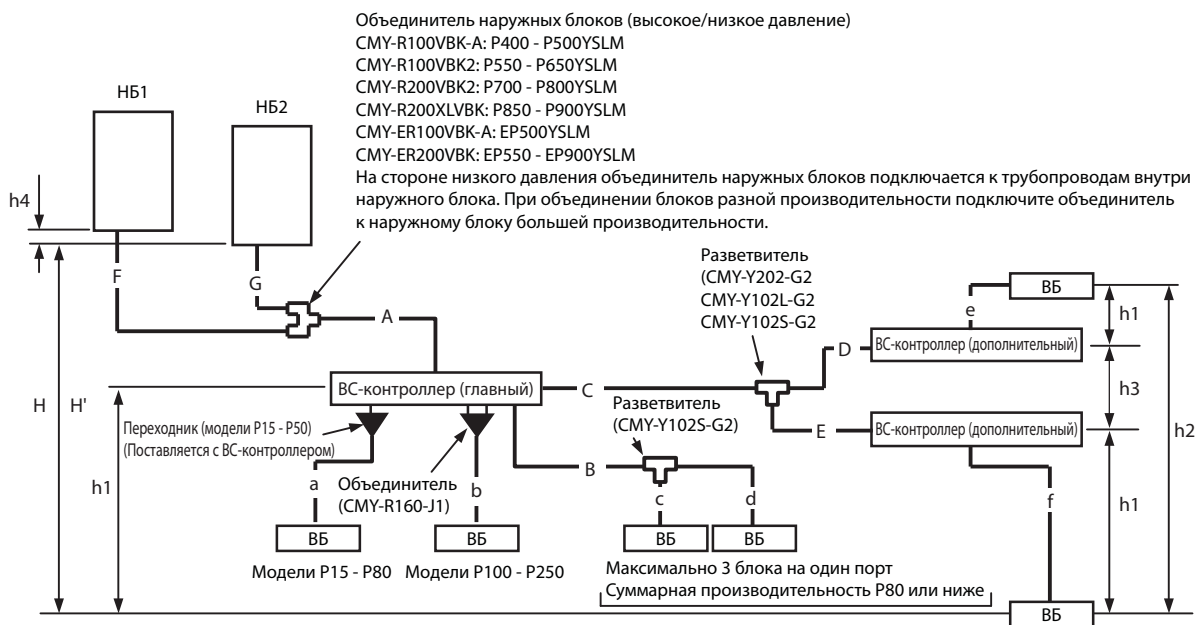 Объединитель наружных блоков (высокое/низкое давление)
CMY-R100VBK-A: P400 - P500YSLM
CMY-R100VBK2: P550 - P650YSLM
CMY-R200VBK2: P700 - P800YSLM
CMY-R200XLVBK: P850 - P900YSLM
CMY-ER100VBK-A: EP500YSLM
CMY-ER200VBK: EP550 - EP900YSLM
На стороне низкого давления объединитель наружных блоков подключается к трубопроводам внутри
наружного блока. При объединении блоков разной производительности подключите объединитель
к наружному блоку большей производительности.
НБ1
НБ2
h4
F
G
A
H
H'
h1
Разветвитель
(CMY-Y202-G2
CMY-Y102L-G2
CMY-Y102S-G2
ВБ
e
h1
D
ВС-контроллер (дополнительный)
h3
h2
ВС-контроллер (главный)
C
E
ВС-контроллер (дополнительный)
Переходник (модели P15 - P50)
(Поставляется с ВС-контроллером)
Разветвитель
(CMY-Y102S-G2)
B
Объединитель
(CMY-R160-J1)
a
b
c
d
f
h1
ВБ
ВБ
ВБ
ВБ
Модели P15 - P80
Модели P100 - P250
Максимально 3 блока на один порт
Суммарная производительность P80 или ниже
ВБ